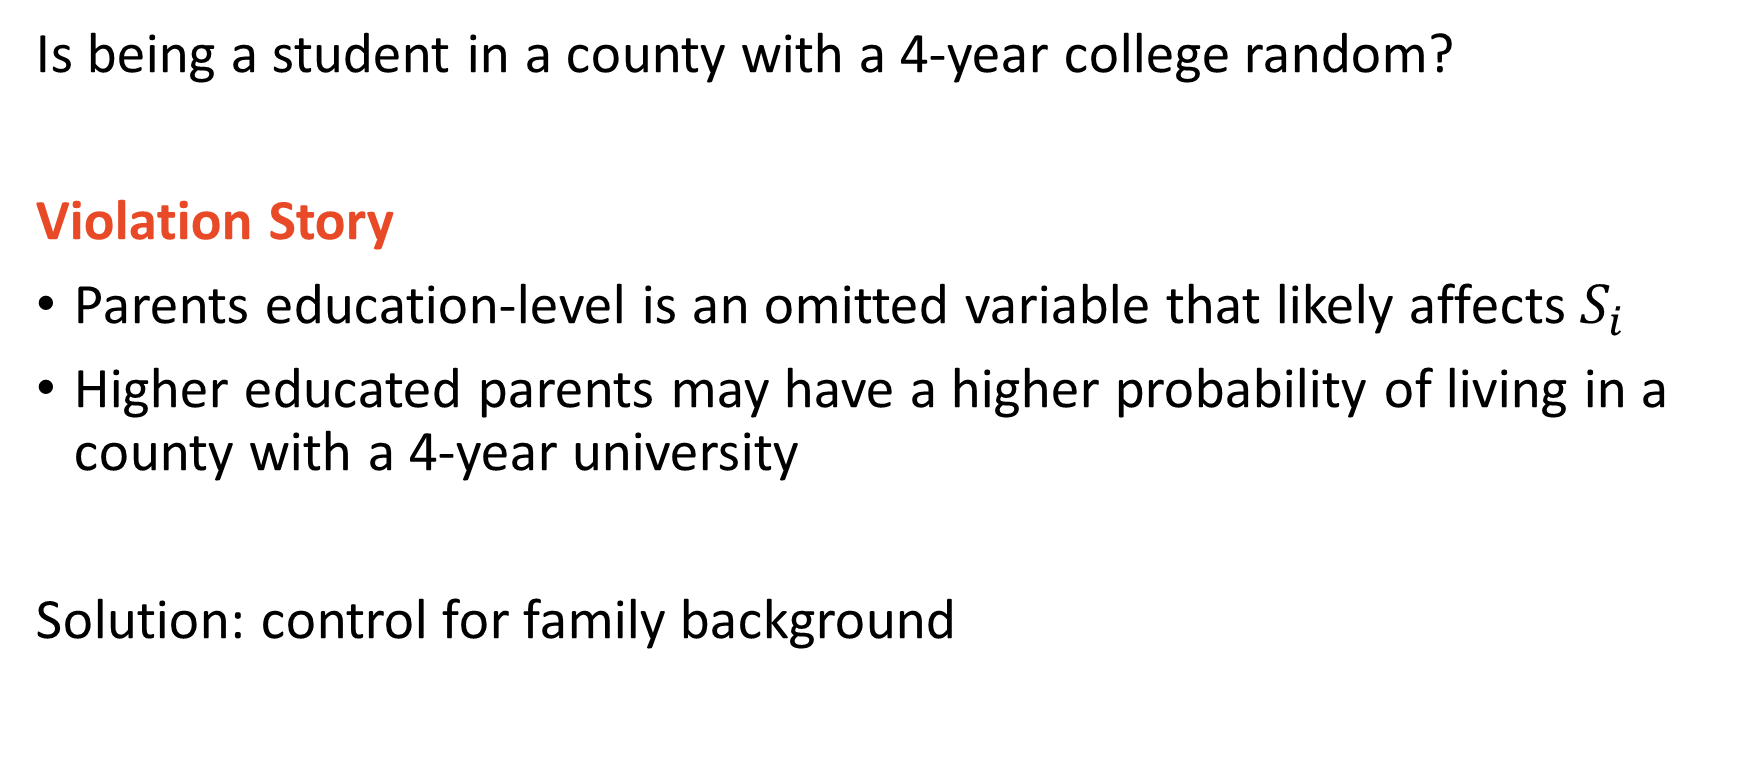 Is being a student in a county with a 4-year college random?
Violation Story
• Parents education-level is an omitted variable that likely affects $S_i$
• Higher educated parents may have a higher probability of living in a
county with a 4-year university
Solution: control for family background